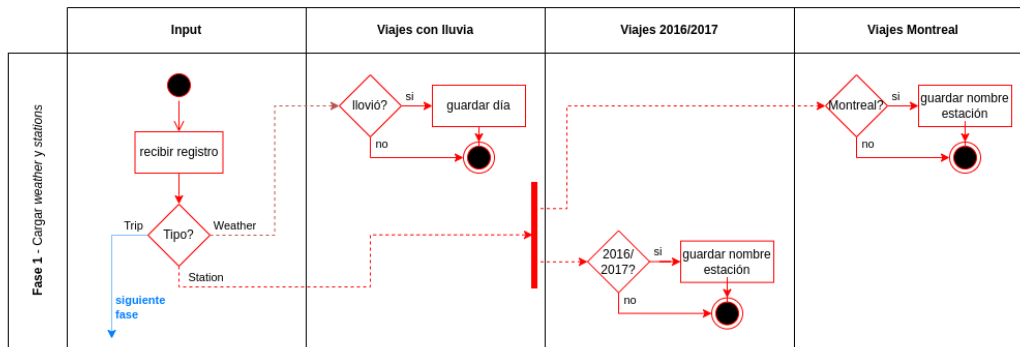 Input
Viajes con lluvia
Viajes 2016/2017
Viajes Montreal
Fase 1 - Cargar weather y stations
recibir registro
Tipo?
Trip
Weather
Station
siguiente
fase
llovió?
si
guardar día
no
2016/
2017?
si
guardar nombre
estación
no
Montreal?
si
guardar nombre
estación
no